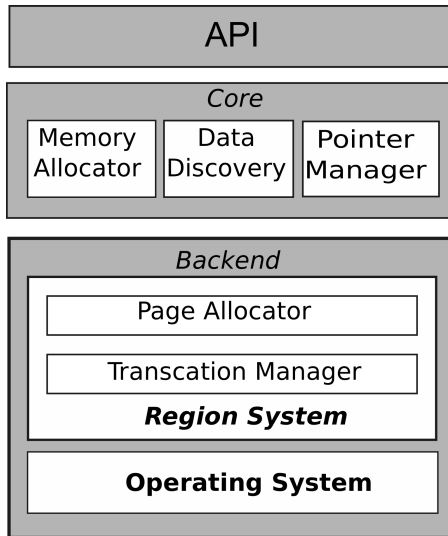 API
Core
Memory
Allocator
Data
Discovery
Pointer
Manager
Backend
Page Allocator
Transcation Manager
Region System
Operating System